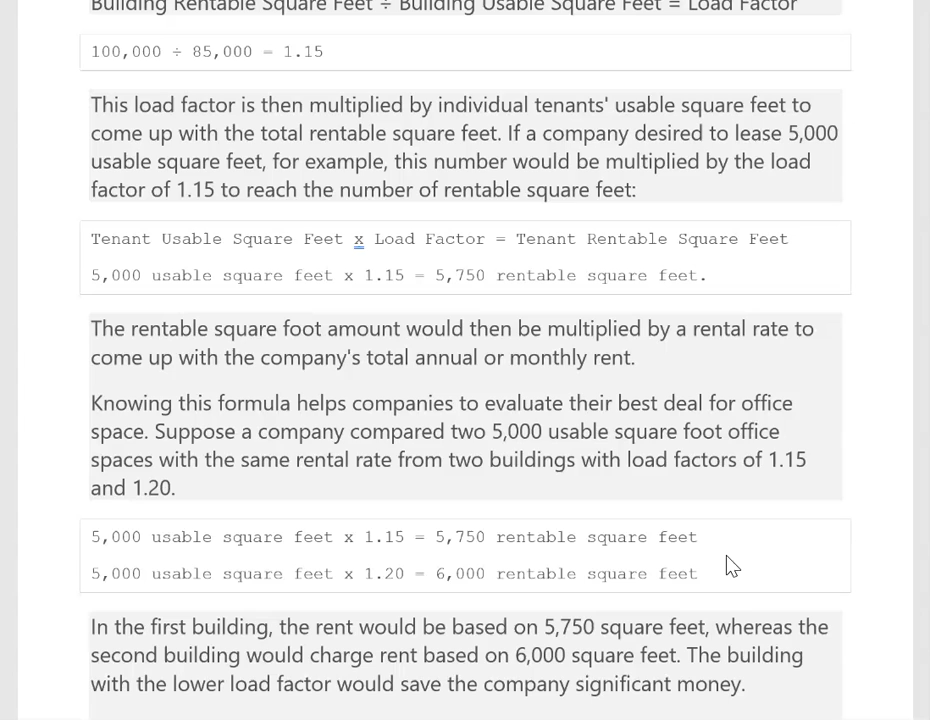 Building Rentable Square Feet ÷ Building Usable Square Feet = Load Factor
100,000 ÷ 85,000 = 1.15
This load factor is then multiplied by individual tenants' usable square feet to
come up with the total rentable square feet. If a company desired to lease 5,000
usable square feet, for example, this number would be multiplied by the load
factor of 1.15 to reach the number of rentable square feet:
Tenant Usable Square Feet x Load Factor = Tenant Rentable Square Feet
5,000 usable square feet x 1.15 = 5,750 rentable square feet.
The rentable square foot amount would then be multiplied by a rental rate to
come up with the company's total annual or monthly rent.
Knowing this formula helps companies to evaluate their best deal for office
space. Suppose a company compared two 5,000 usable square foot office
spaces with the same rental rate from two buildings with load factors of 1.15
and 1.20.
5,000 usable square feet x 1.15 = 5,750 rentable square feet
5,000 usable square feet x 1.20 = 6,000 rentable square feet
In the first building, the rent would be based on 5,750 square feet, whereas the
second building would charge rent based on 6,000 square feet. The building
with the lower load factor would save the company significant money.